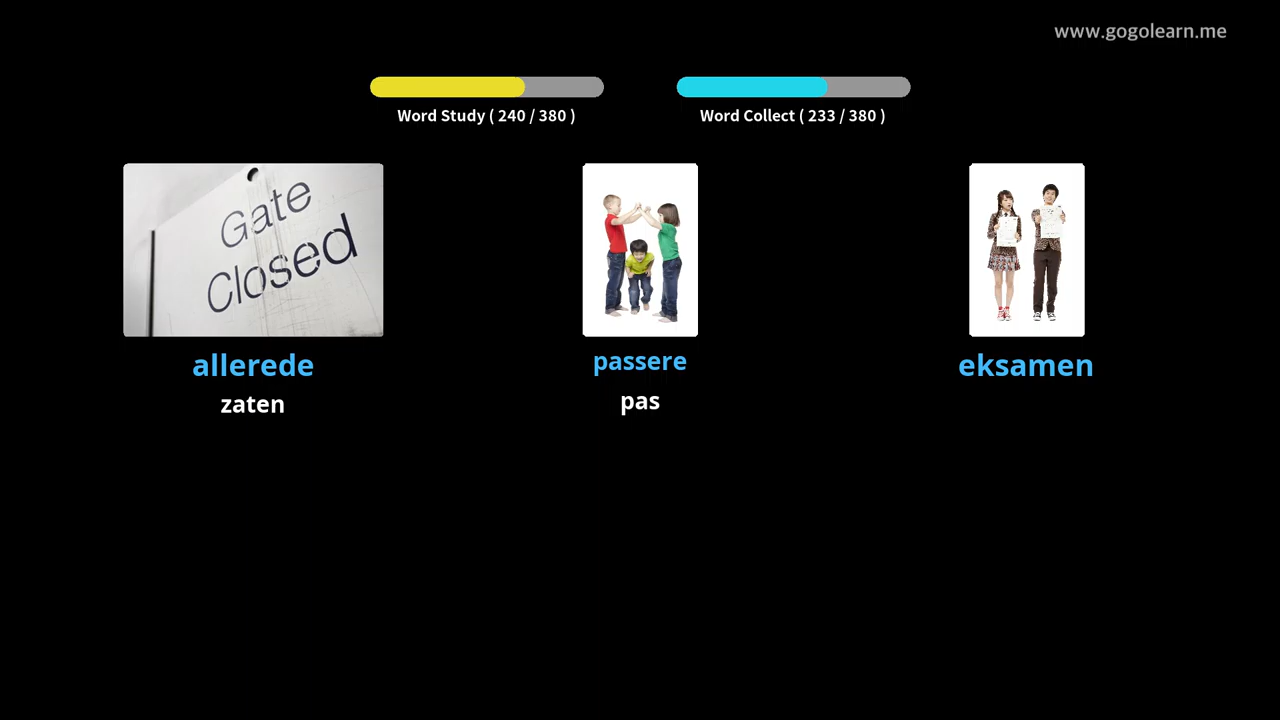 www.gogolearn.me
Word Study ( 240 / 380 )
Word Collect ( 233 / 380 )
Gate
Closed
allerede
zaten
passere
pas
eksamen